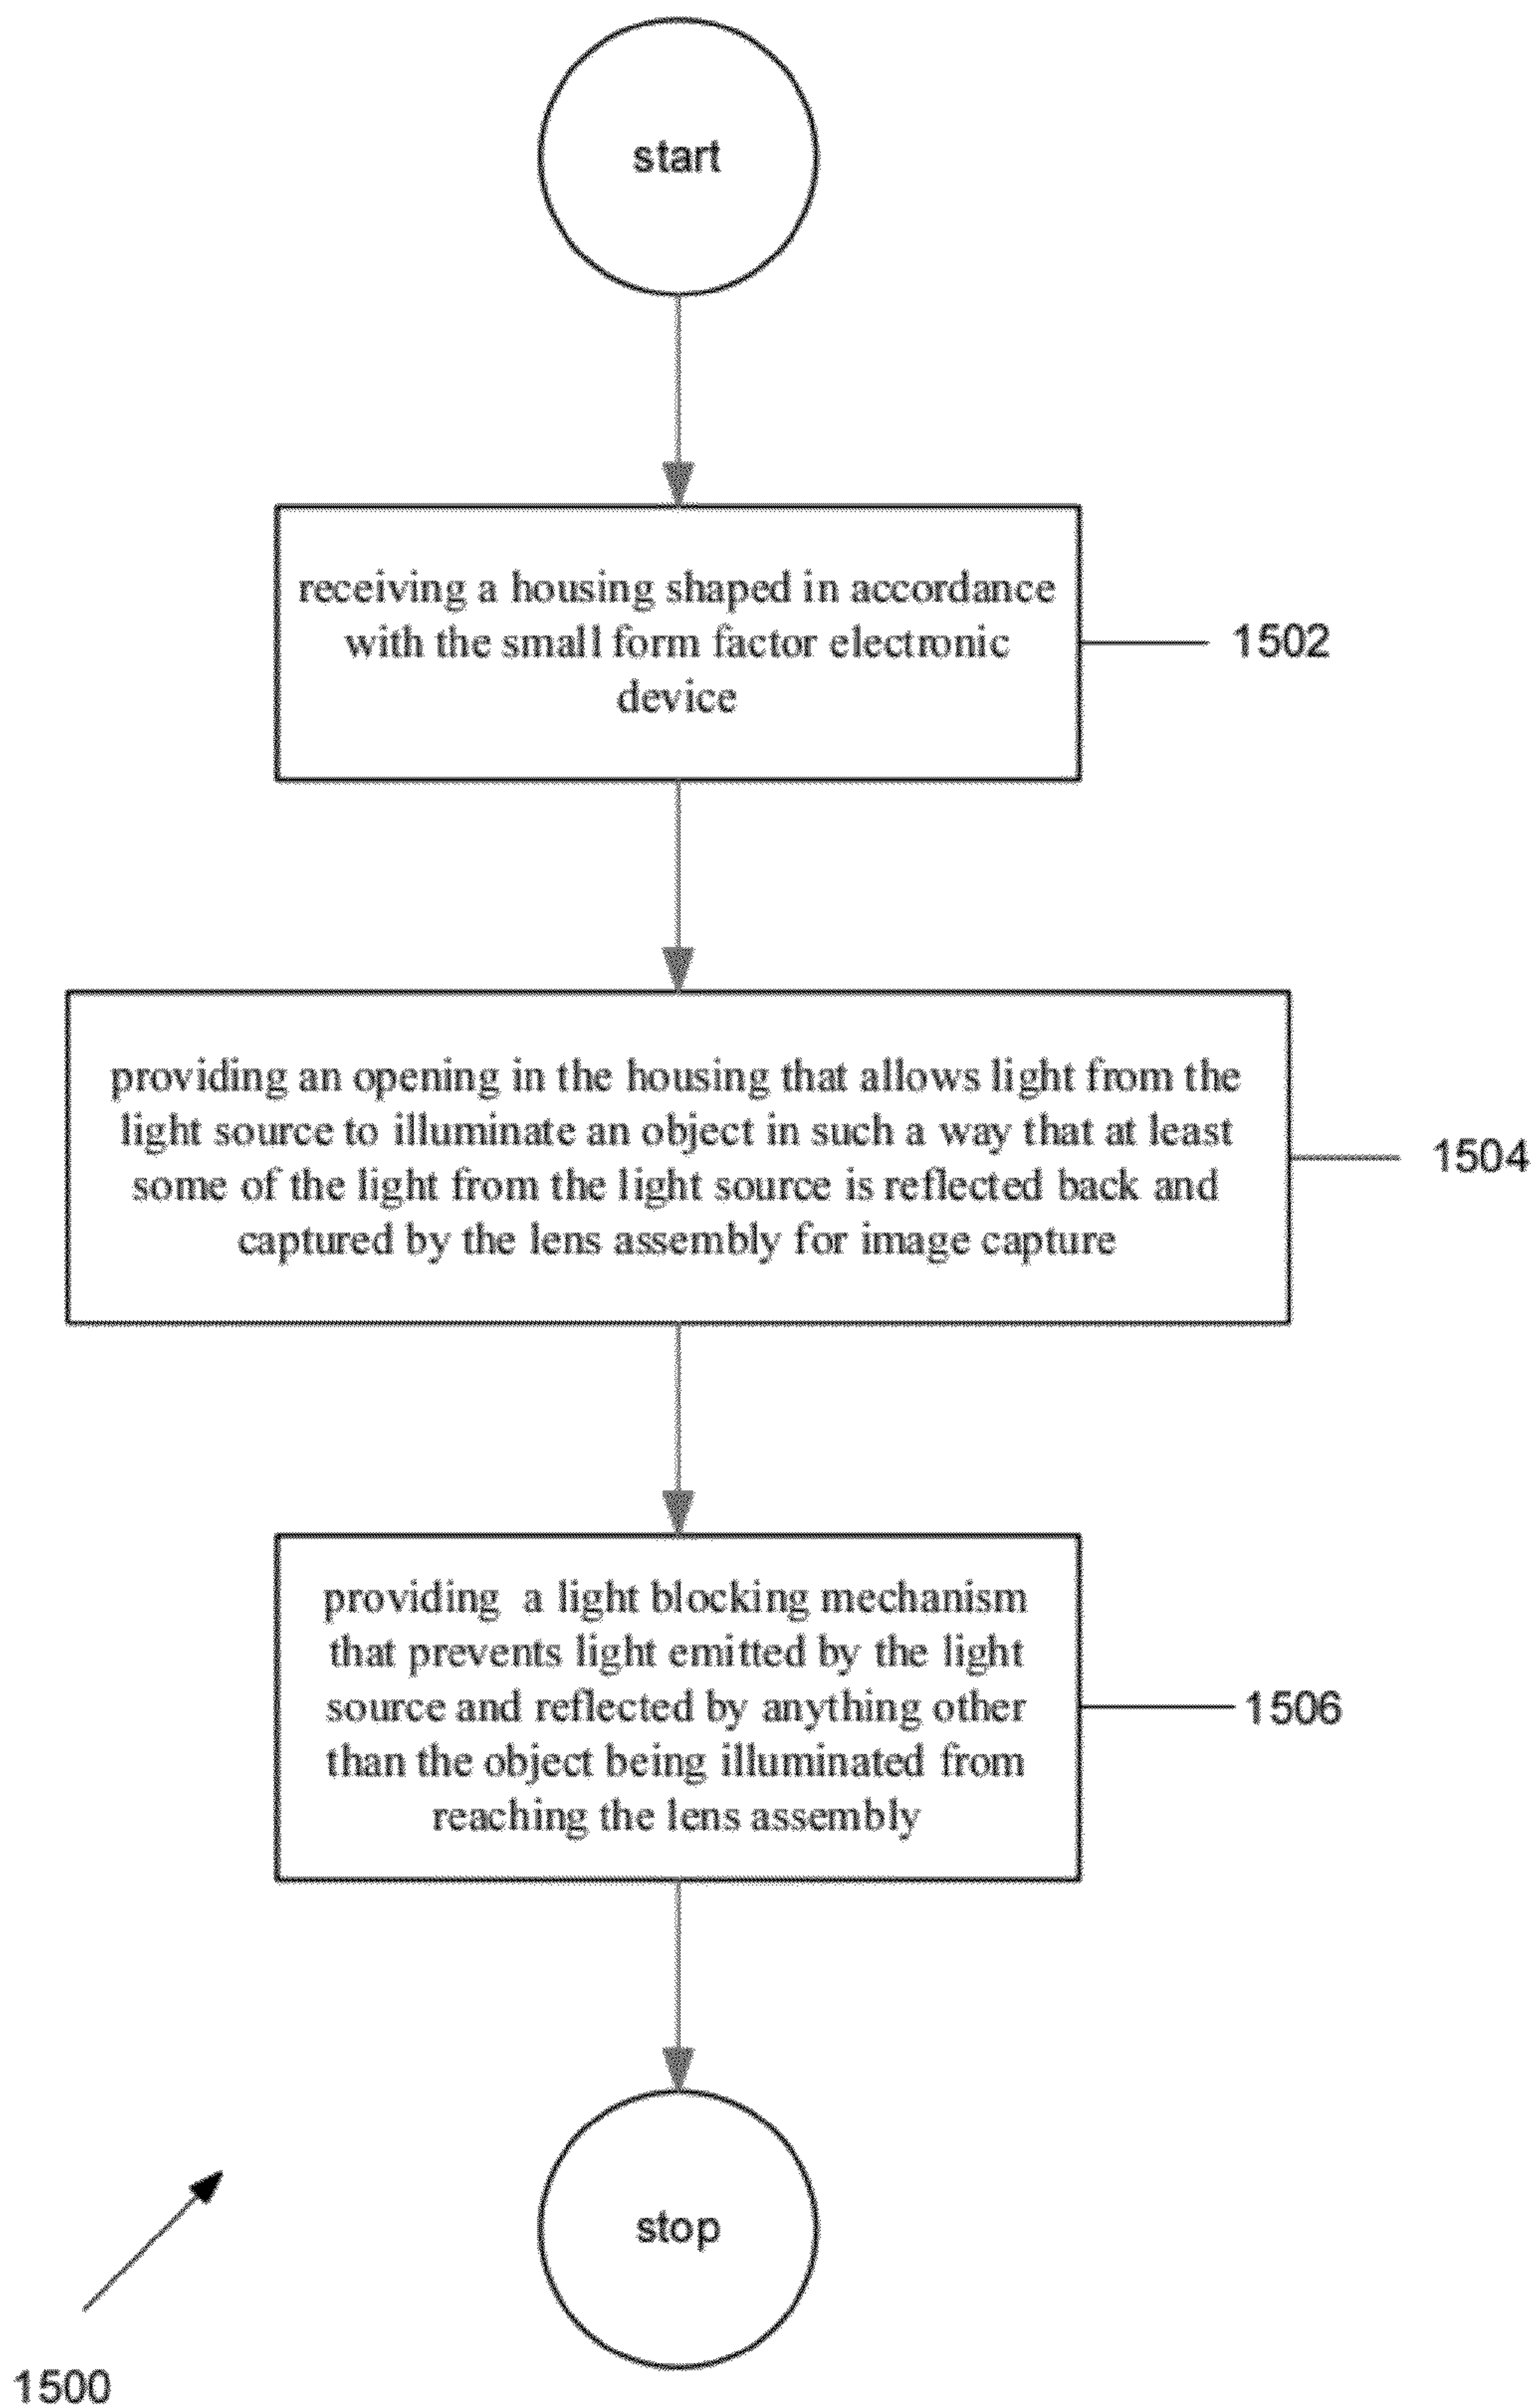 start
receiving a housing shaped in accordance
with the small form factor electronic
device
1502
providing an opening in the housing that allows light from the
light source to illuminate an object in such a way that at least
some of the light from the light source is reflected back and
captured by the lens assembly for image capture
1504
providing a light blocking mechanism
that prevents light emitted by the light
source and reflected by anything other
than the object being illuminated from
reaching the lens assembly
1506
stop
1500